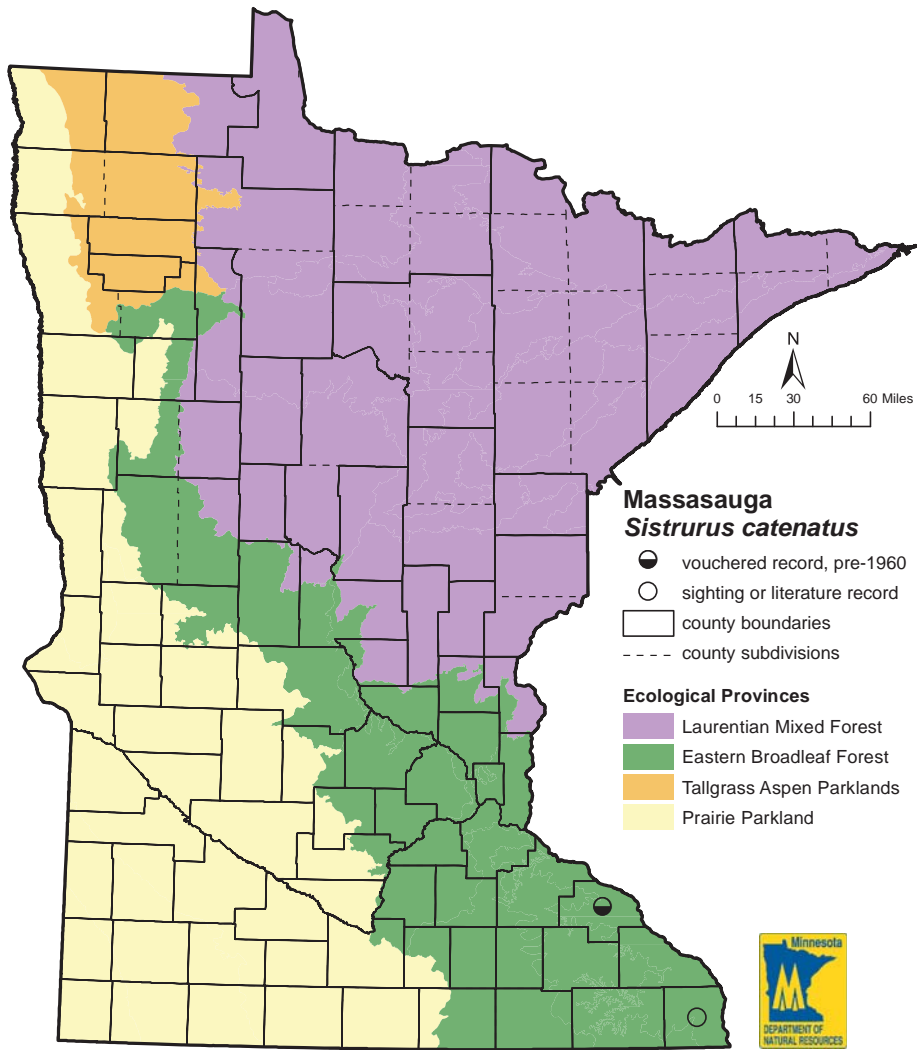 N
0 15 30 60 Miles
Massasauga
Sistrurus catenatus
vouchered record, pre-1960
sighting or literature record
county boundaries
county subdivisions
Ecological Provinces
Laurentian Mixed Forest
Eastern Broadleaf Forest
Tallgrass Aspen Parklands
Prairie Parkland
Minnesota
M
DEPARTMENT OF
NATURAL RESOURCES